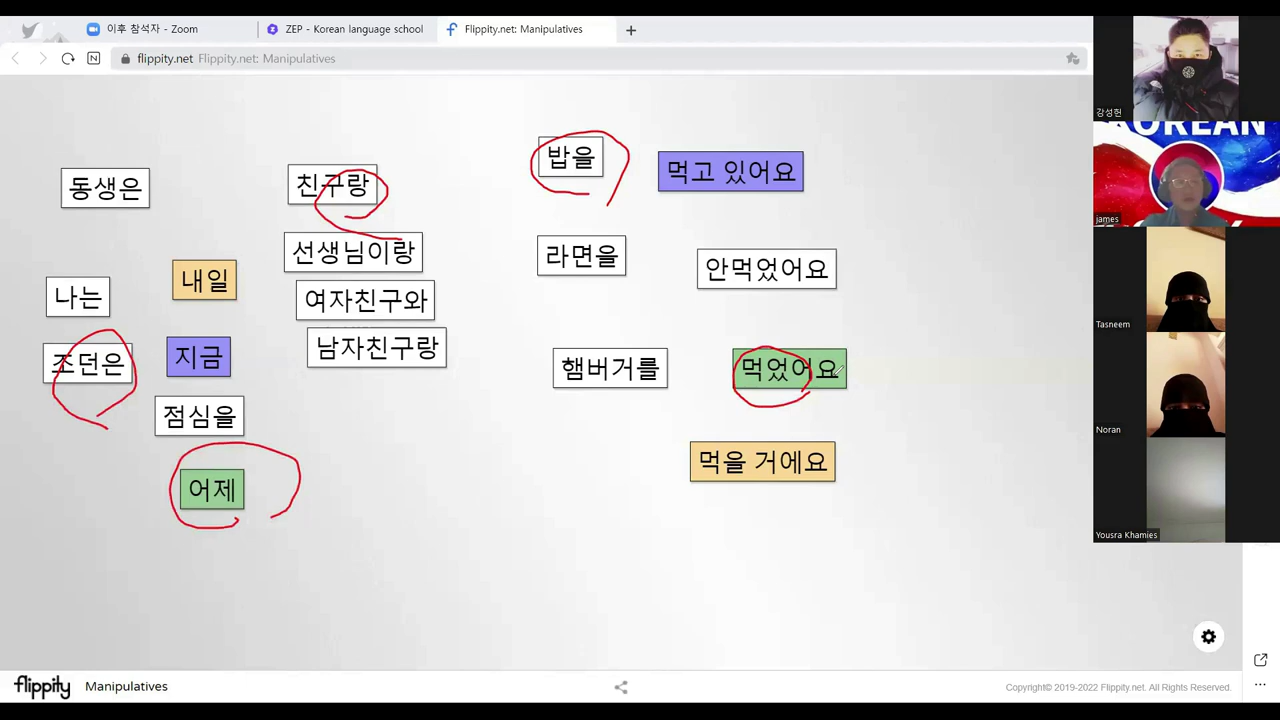 이후 참석자 - Zoom
ZEP - Korean language school
Flippity.net: Manipulatives
flippity.net Flippity.net: Manipulatives
동생은
친구랑
밥을
먹고 있어요
선생님이랑
라면을
안먹었어요
내일
나는
여자친구와
조던은
지금
남자친구랑
햄버거를
먹었어요
점심을
어제
먹을 거에요
강성헌
KOREAN
james
Tasneem
Noran
Yousra Khamies
flippity Manipulatives
Copyright© 2019-2022 Flippity.net. All Rights Reserved.